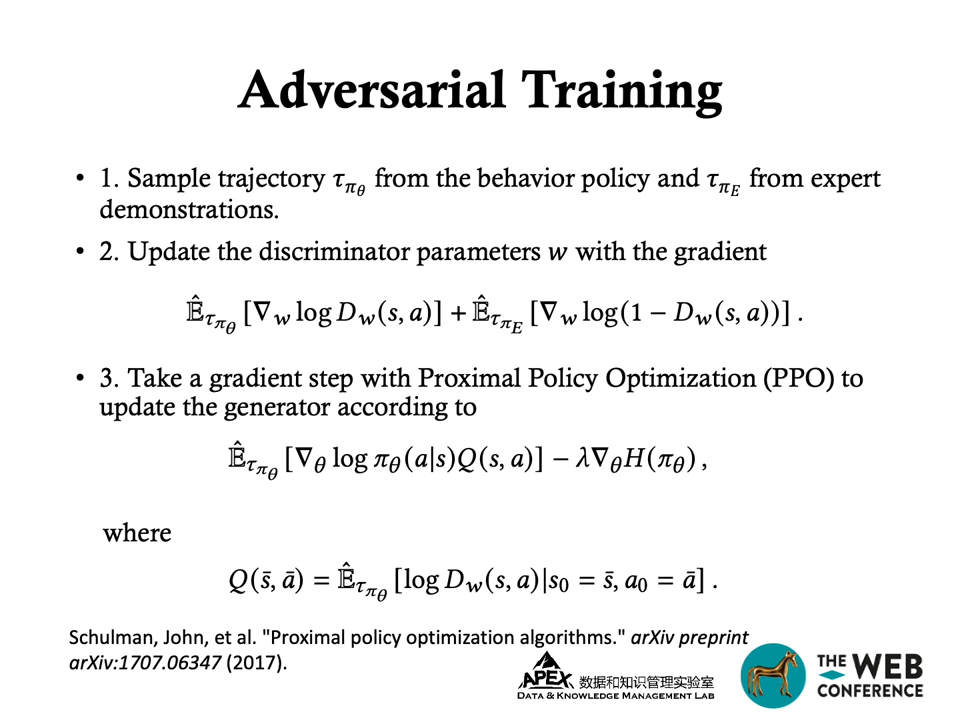 Adversarial Training
• 1. Sample trajectory τ_{π_θ} from the behavior policy and τ_{π_E} from expert
demonstrations.
• 2. Update the discriminator parameters w with the gradient
𝔼̂_{τ_{π_θ}} [∇_w log D_w(s, a)] + 𝔼̂_{τ_{π_E}} [∇_w log(1 − D_w(s, a))] .
• 3. Take a gradient step with Proximal Policy Optimization (PPO) to
update the generator according to
𝔼̂_{τ_{π_θ}} [∇_θ log π_θ(a|s)Q(s, a)] − λ∇_θ H(π_θ) ,
where
Q(s̄, ā) = 𝔼̂_{τ_{π_θ}} [log D_w(s, a)|s_0 = s̄, a_0 = ā] .
Schulman, John, et al. "Proximal policy optimization algorithms." arXiv preprint
arXiv:1707.06347 (2017).
APEX 数据和知识管理实验室
DATA & KNOWLEDGE MANAGEMENT LAB
THE WEB
CONFERENCE